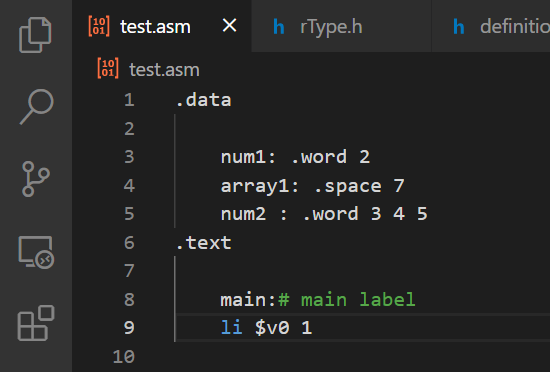 test.asm × h rType.h h definitio
test.asm
1 .data
2
3 num1: .word 2
4 array1: .space 7
5 num2 : .word 3 4 5
6 .text
7
8 main:# main label
9 li $v0 1
10